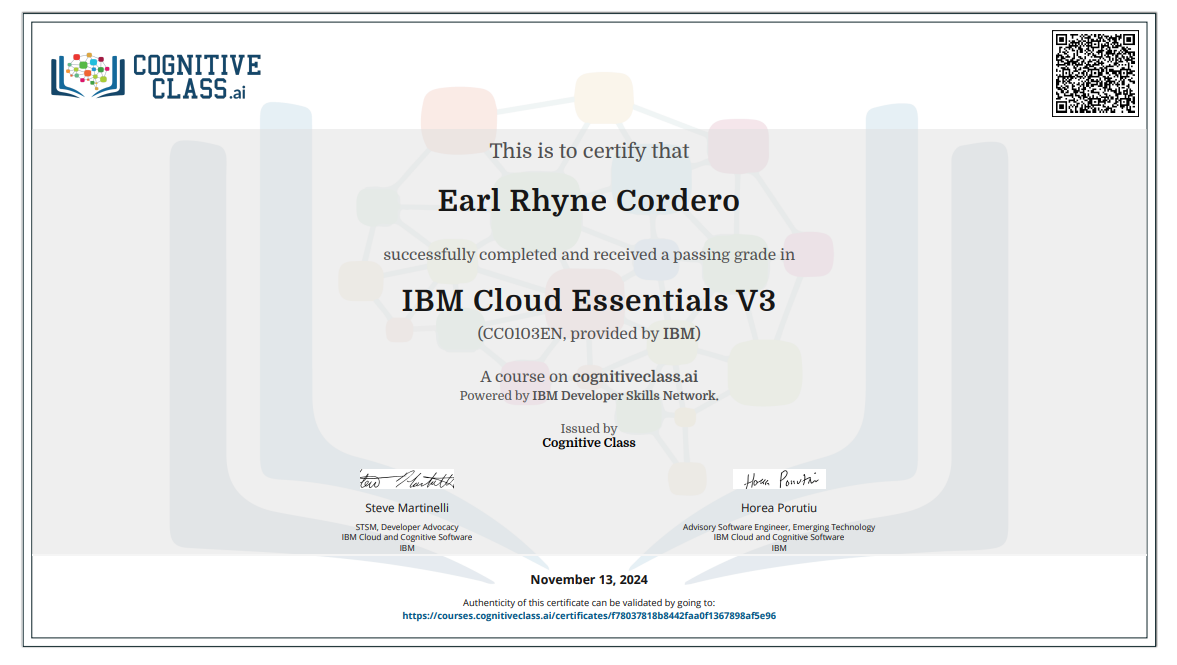 COGNITIVE
CLASS.ai
This is to certify that
Earl Rhyne Cordero
successfully completed and received a passing grade in
IBM Cloud Essentials V3
(CC0103EN, provided by IBM)
A course on cognitiveclass.ai
Powered by IBM Developer Skills Network.
Issued by
Cognitive Class
Steve Martinelli
STSM, Developer Advocacy
IBM Cloud and Cognitive Software
IBM
Horea Porutiu
Horea Porutiu
Advisory Software Engineer, Emerging Technology
IBM Cloud and Cognitive Software
IBM
November 13, 2024
Authenticity of this certificate can be validated by going to:
https://courses.cognitiveclass.ai/certificates/f78037818b8442faa0f1367898af5e96